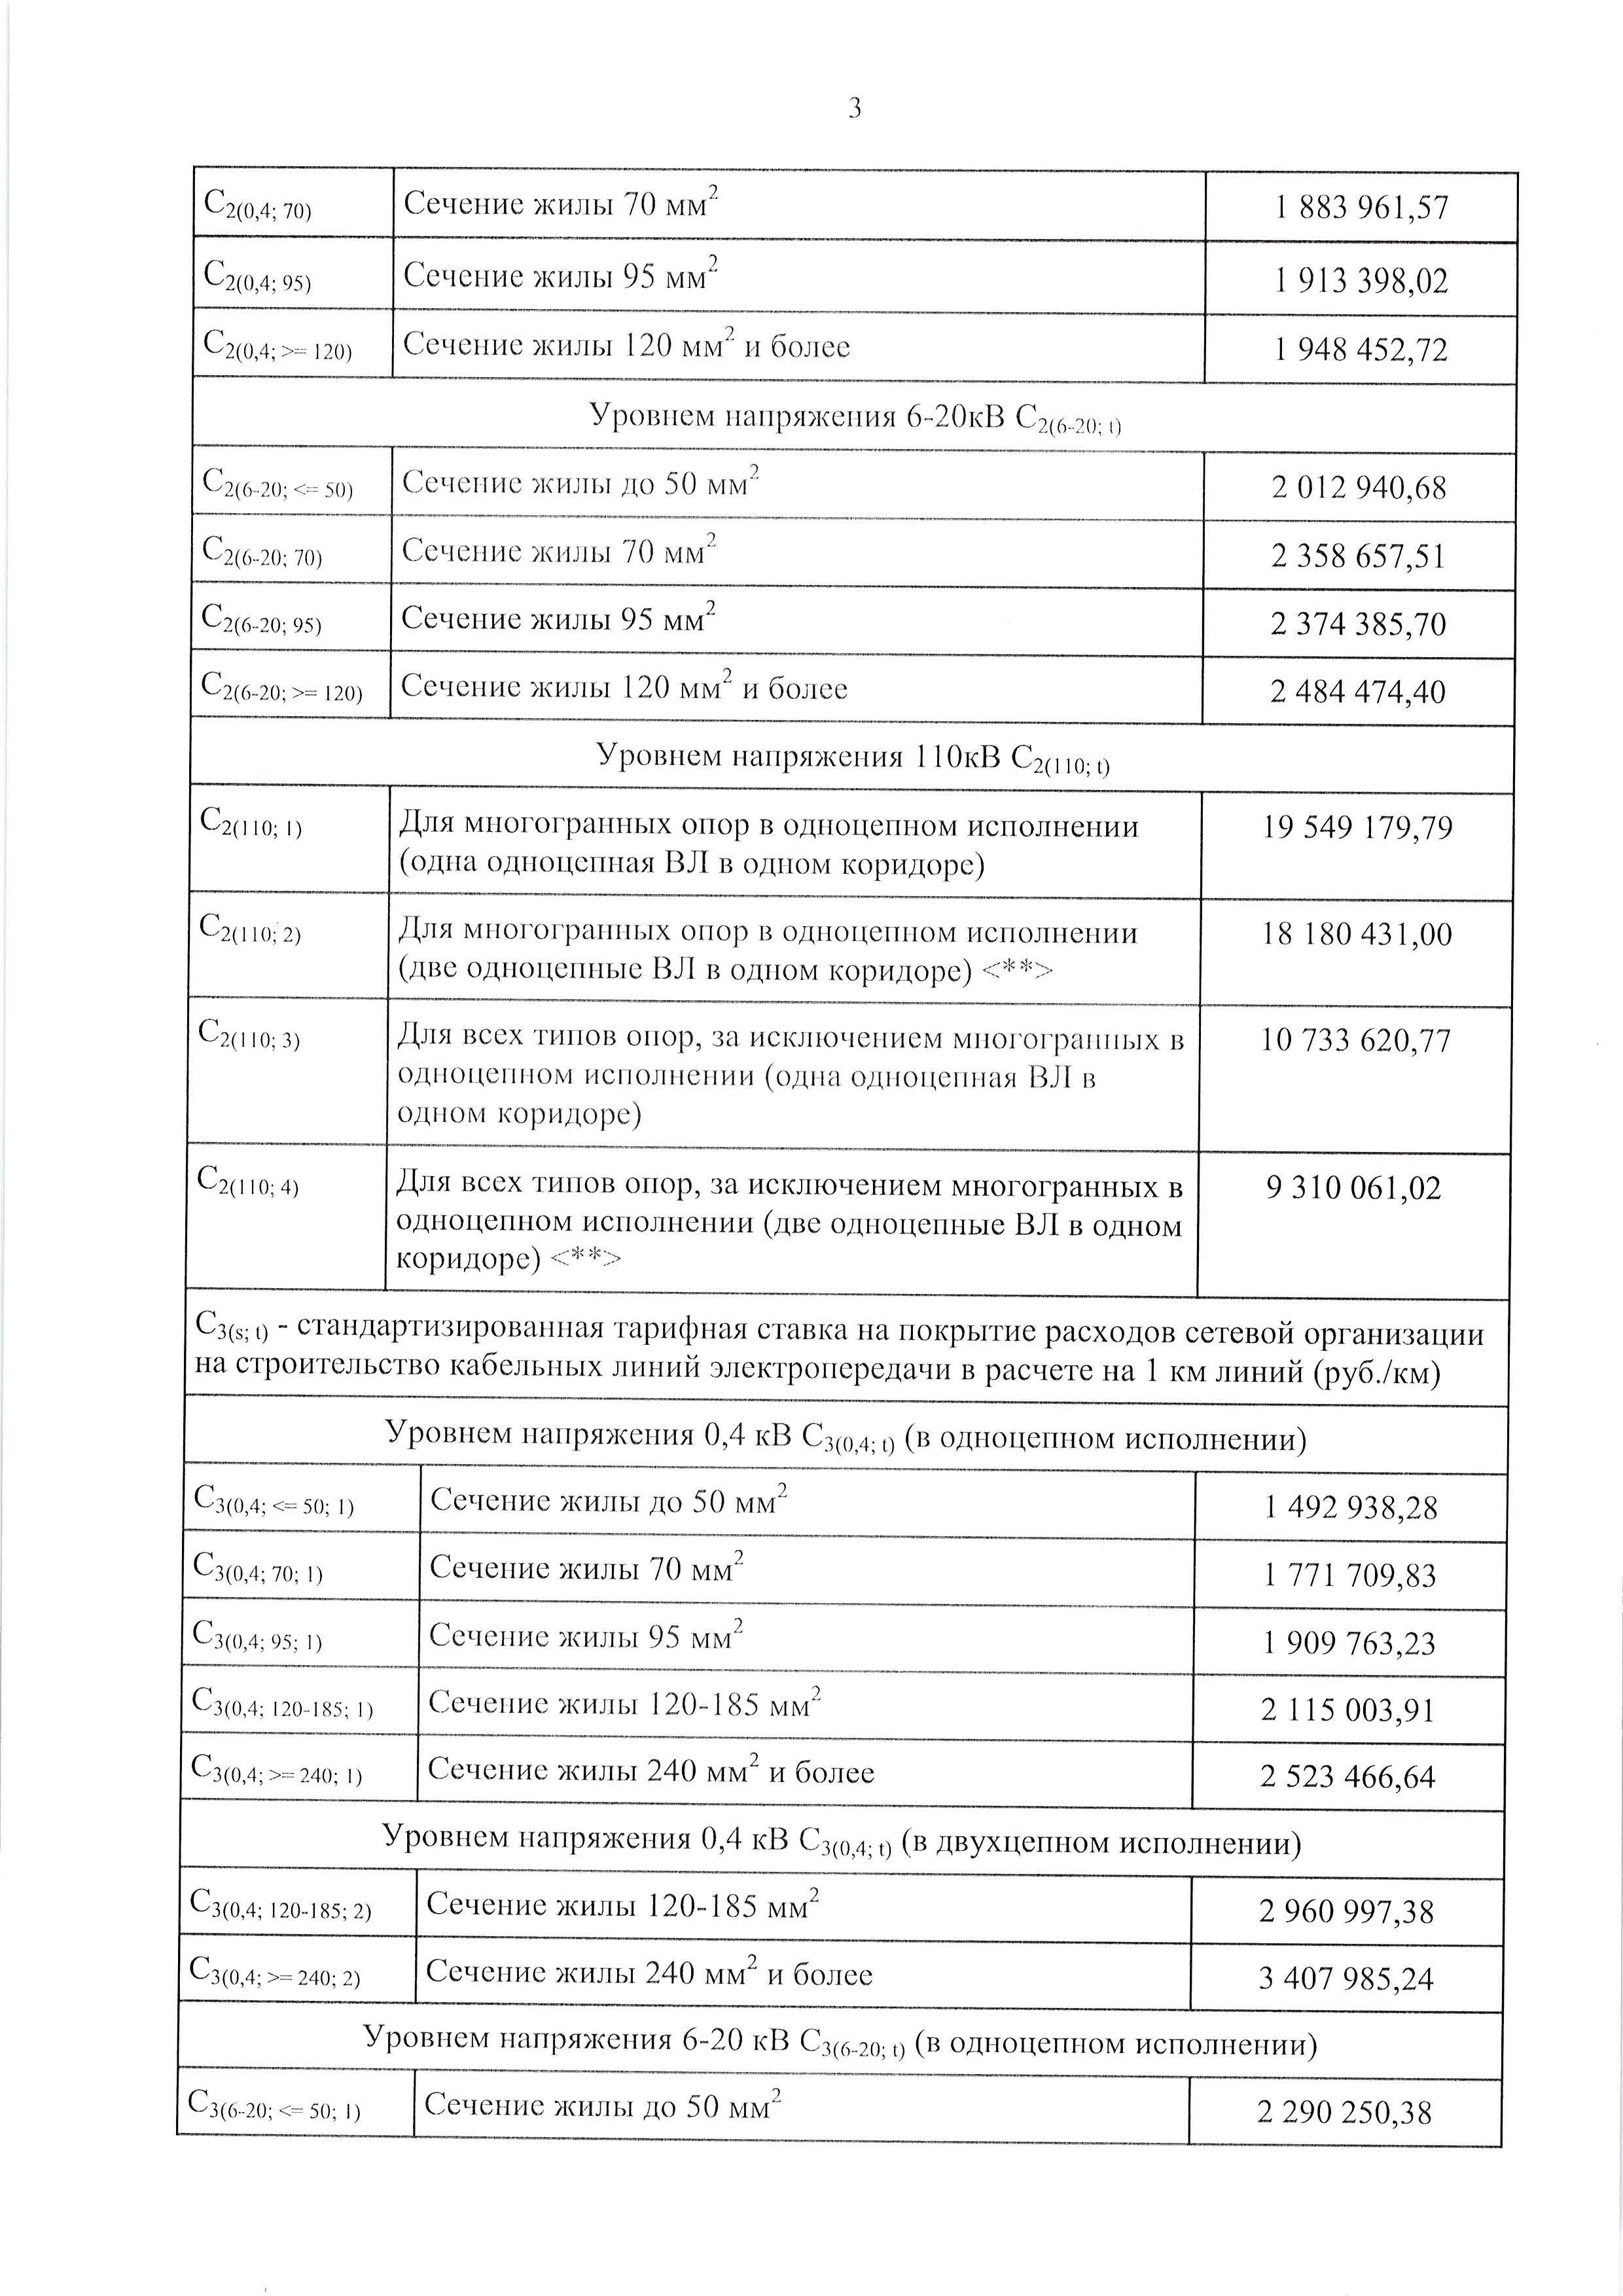 3
C2(0,4; 70) Сечение жилы 70 мм2 1 883 961,57
C2(0,4; 95) Сечение жилы 95 мм2 1 913 398,02
C2(0,4; >= 120) Сечение жилы 120 мм2 и более 1 948 452,72
Уровнем напряжения 6-20кВ C2(6-20; t)
C2(6-20; <= 50) Сечение жилы до 50 мм2 2 012 940,68
C2(6-20; 70) Сечение жилы 70 мм2 2 358 657,51
C2(6-20; 95) Сечение жилы 95 мм2 2 374 385,70
C2(6-20; >= 120) Сечение жилы 120 мм2 и более 2 484 474,40
Уровнем напряжения 110кВ C2(110; t)
C2(110; 1) Для многогранных опор в одноцепном исполнении 19 549 179,79
(одна одноцепная ВЛ в одном коридоре)
C2(110; 2) Для многогранных опор в одноцепном исполнении 18 180 431,00
(две одноцепные ВЛ в одном коридоре) <**>
C2(110; 3) Для всех типов опор, за исключением многогранных в 10 733 620,77
одноцепном исполнении (одна одноцепная ВЛ в
одном коридоре)
C2(110; 4) Для всех типов опор, за исключением многогранных в 9 310 061,02
одноцепном исполнении (две одноцепные ВЛ в одном
коридоре) <**>
C3(s; t) - стандартизированная тарифная ставка на покрытие расходов сетевой организации
на строительство кабельных линий электропередачи в расчете на 1 км линий (руб./км)
Уровнем напряжения 0,4 кВ C3(0,4; t) (в одноцепном исполнении)
C3(0,4; <= 50; 1) Сечение жилы до 50 мм2 1 492 938,28
C3(0,4; 70; 1) Сечение жилы 70 мм2 1 771 709,83
C3(0,4; 95; 1) Сечение жилы 95 мм2 1 909 763,23
C3(0,4; 120-185; 1) Сечение жилы 120-185 мм2 2 115 003,91
C3(0,4; >= 240; 1) Сечение жилы 240 мм2 и более 2 523 466,64
Уровнем напряжения 0,4 кВ C3(0,4; t) (в двухцепном исполнении)
C3(0,4; 120-185; 2) Сечение жилы 120-185 мм2 2 960 997,38
C3(0,4; >= 240; 2) Сечение жилы 240 мм2 и более 3 407 985,24
Уровнем напряжения 6-20 кВ C3(6-20; t) (в одноцепном исполнении)
C3(6-20; <= 50; 1) Сечение жилы до 50 мм2 2 290 250,38